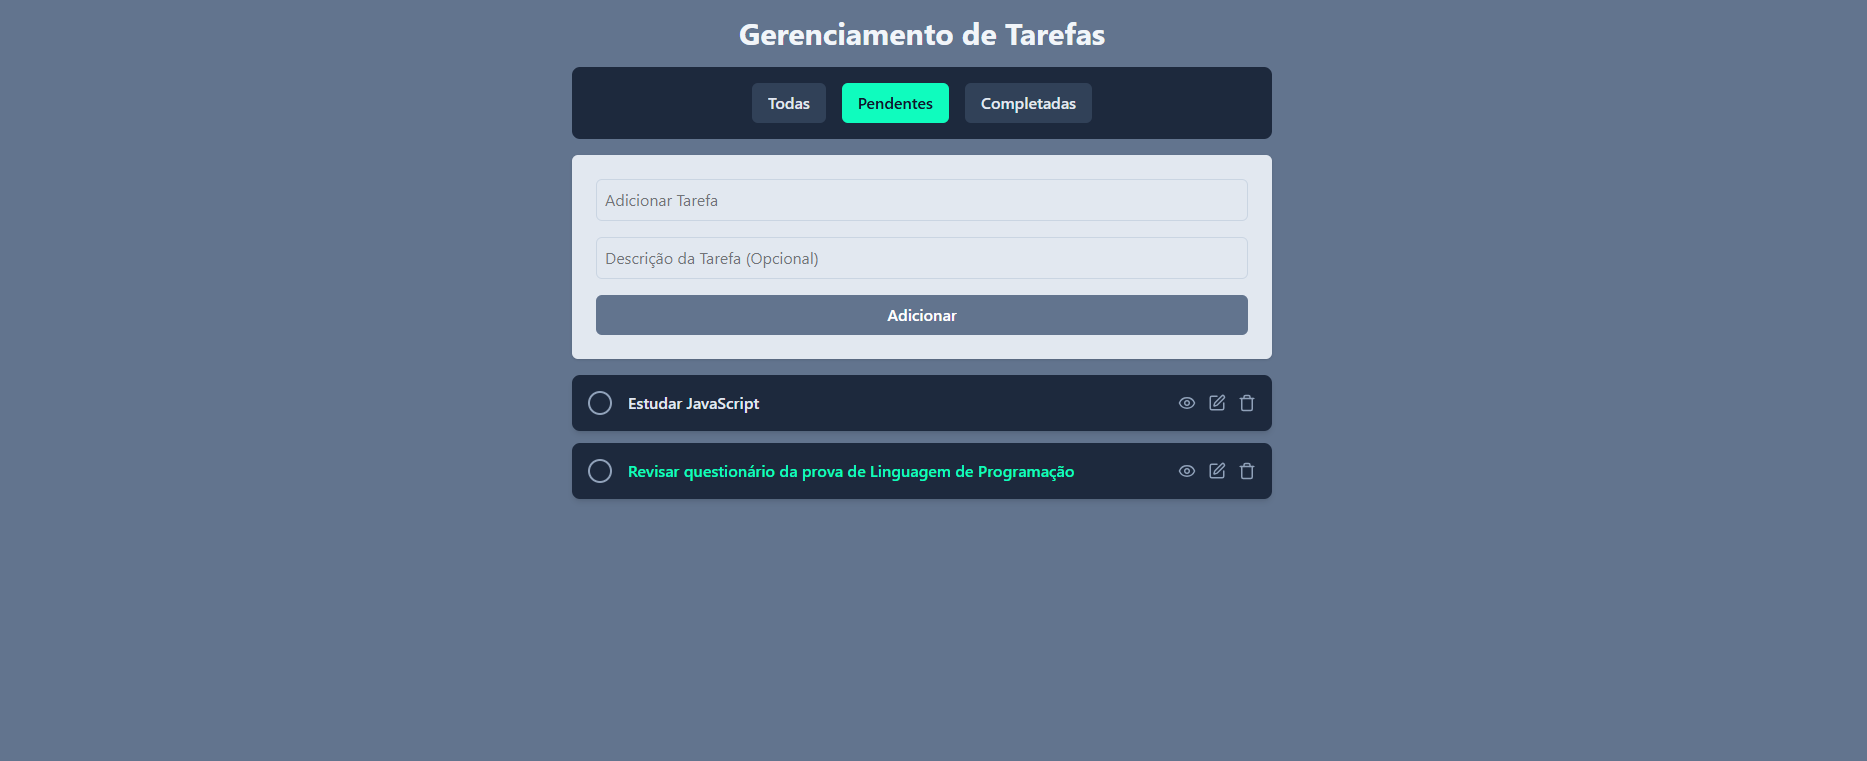 Gerenciamento de Tarefas
Todas Pendentes Completadas
Adicionar Tarefa
Descrição da Tarefa (Opcional)
Adicionar
Estudar JavaScript
Revisar questionário da prova de Linguagem de Programação